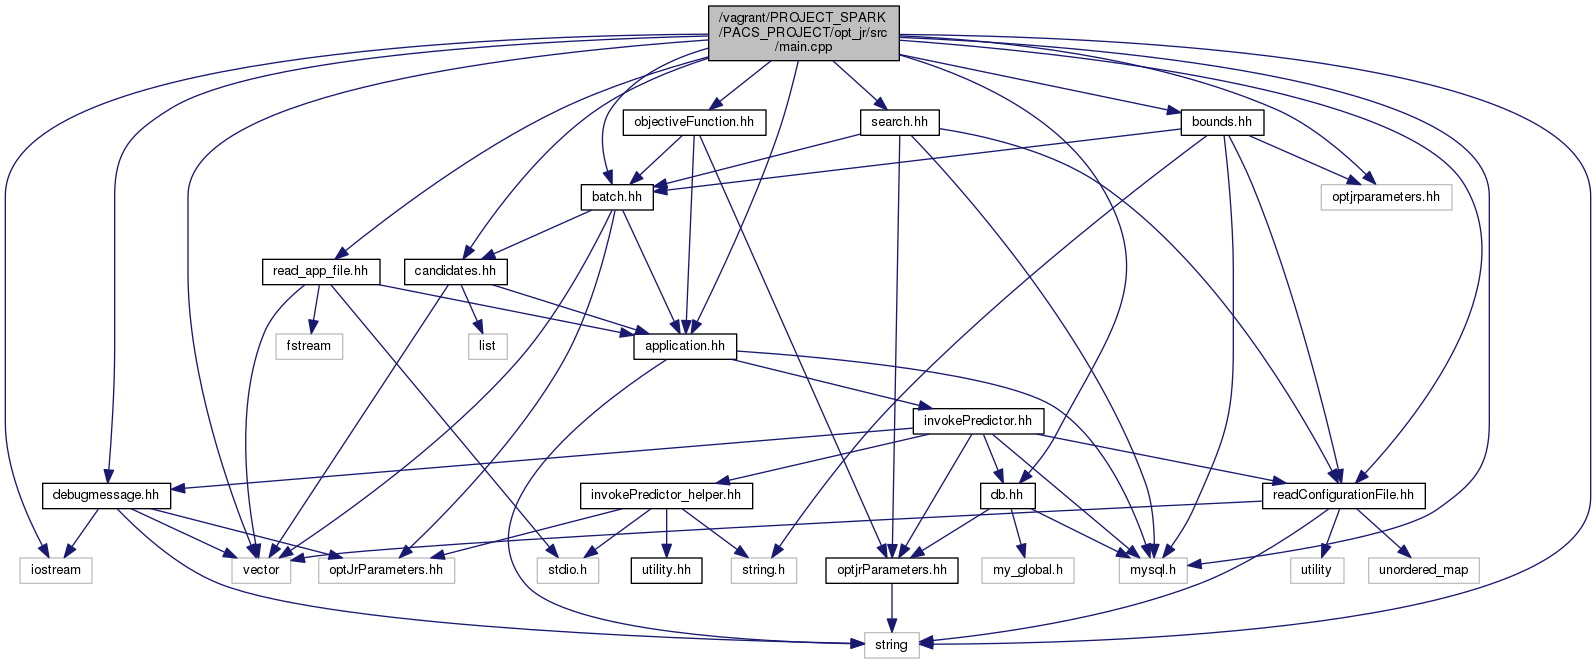 /vagrant/PROJECT_SPARK
/PACS_PROJECT/opt_jr/src
/main.cpp
objectiveFunction.hh
search.hh
bounds.hh
batch.hh
optjrparameters.hh
read_app_file.hh
candidates.hh
fstream
list
application.hh
invokePredictor.hh
debugmessage.hh
invokePredictor_helper.hh
db.hh
readConfigurationFile.hh
iostream
vector
optJrParameters.hh
stdio.h
utility.hh
string.h
optjrParameters.hh
my_global.h
mysql.h
utility
unordered_map
string